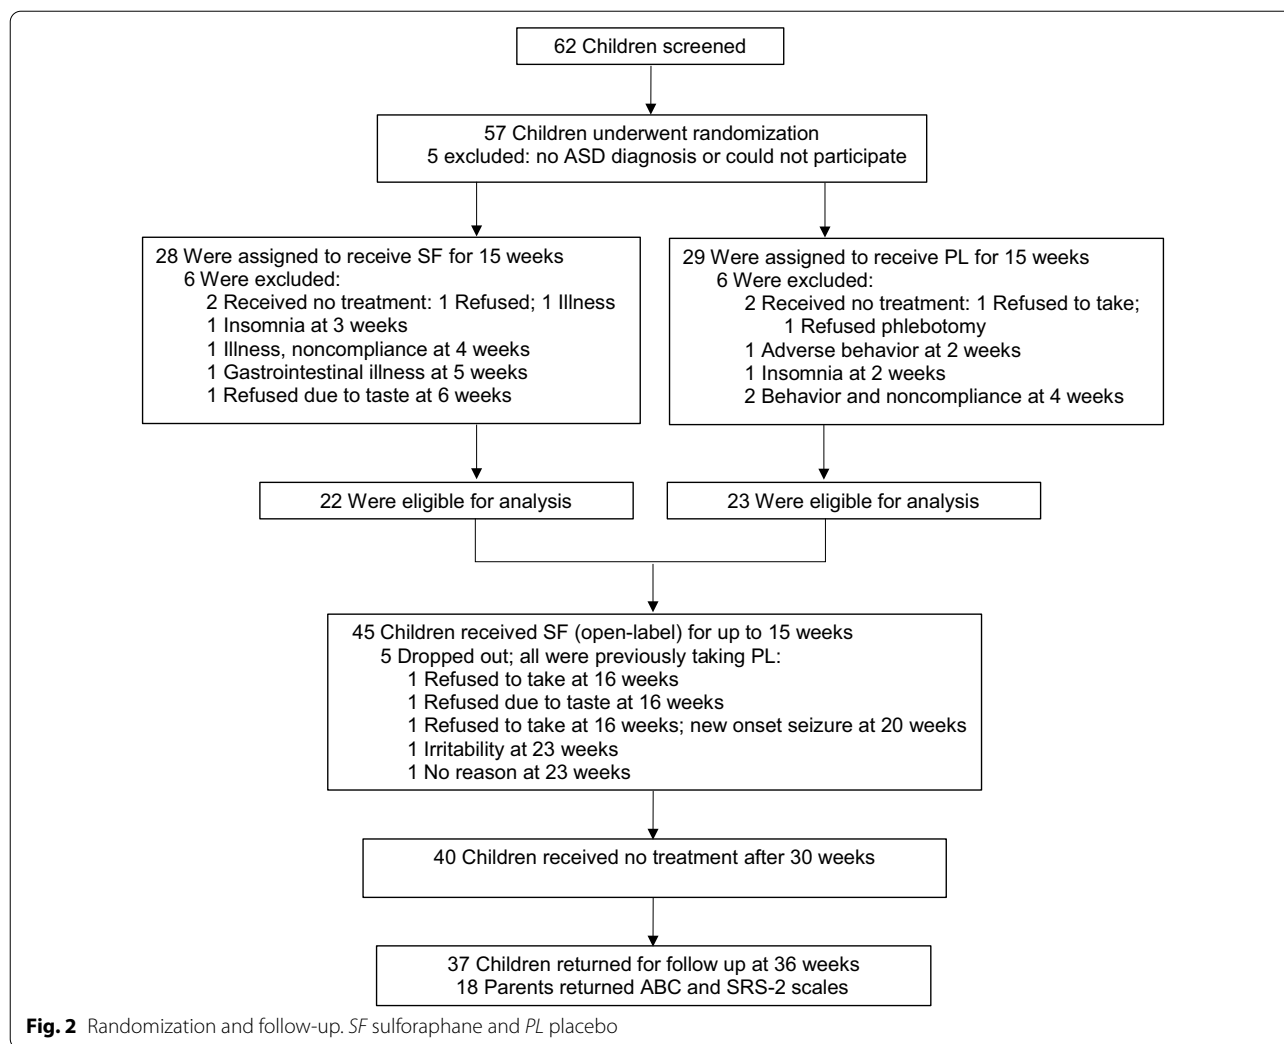 62 Children screened
57 Children underwent randomization
5 excluded: no ASD diagnosis or could not participate
28 Were assigned to receive SF for 15 weeks
6 Were excluded:
2 Received no treatment: 1 Refused; 1 Illness
1 Insomnia at 3 weeks
1 Illness, noncompliance at 4 weeks
1 Gastrointestinal illness at 5 weeks
1 Refused due to taste at 6 weeks
29 Were assigned to receive PL for 15 weeks
6 Were excluded:
2 Received no treatment: 1 Refused to take;
1 Refused phlebotomy
1 Adverse behavior at 2 weeks
1 Insomnia at 2 weeks
2 Behavior and noncompliance at 4 weeks
22 Were eligible for analysis
23 Were eligible for analysis
45 Children received SF (open-label) for up to 15 weeks
5 Dropped out; all were previously taking PL:
1 Refused to take at 16 weeks
1 Refused due to taste at 16 weeks
1 Refused to take at 16 weeks; new onset seizure at 20 weeks
1 Irritability at 23 weeks
1 No reason at 23 weeks
40 Children received no treatment after 30 weeks
37 Children returned for follow up at 36 weeks
18 Parents returned ABC and SRS-2 scales
Fig. 2 Randomization and follow-up. SF sulforaphane and PL placebo